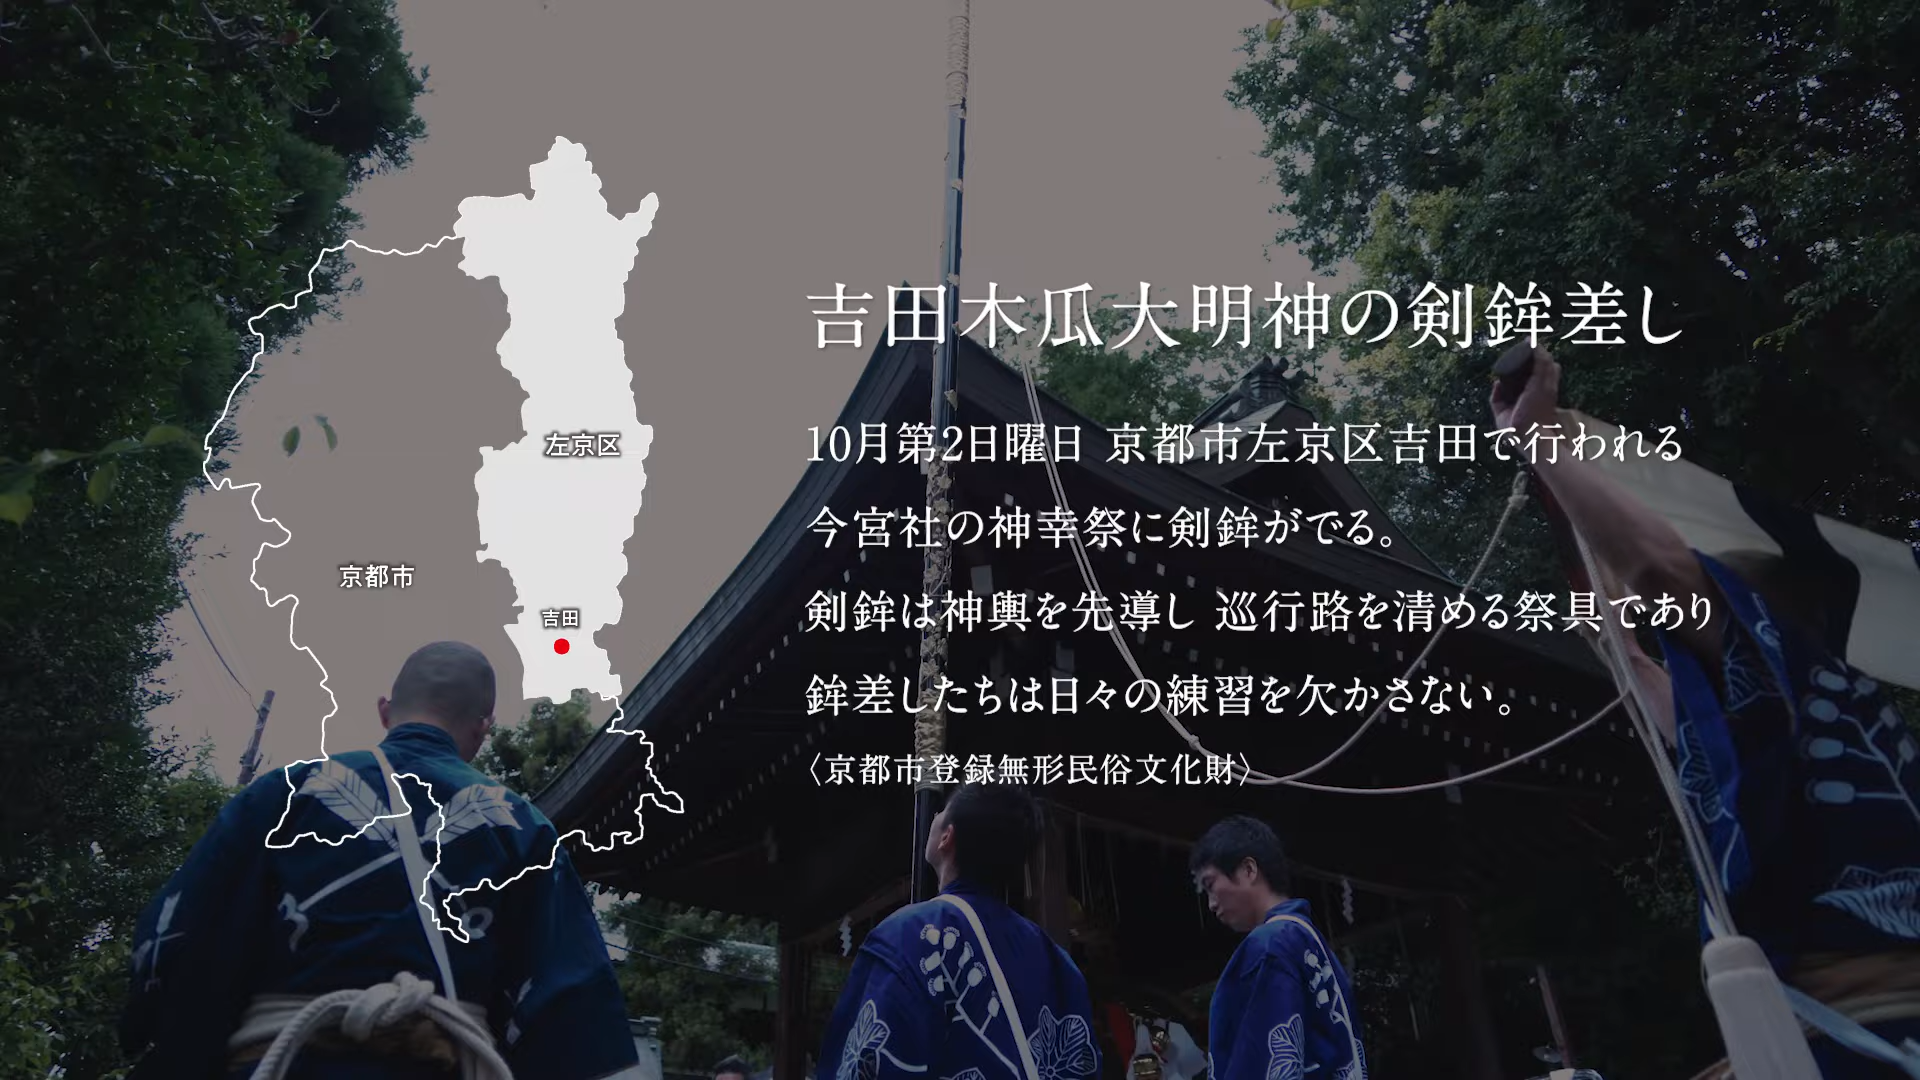 吉田木瓜大明神の剣鉾差し
10月第2日曜日 京都市左京区吉田で行われる
今宮社の神幸祭に剣鉾がでる。
剣鉾は神輿を先導し 巡行路を清める祭具であり
鉾差したちは日々の練習を欠かさない。
〈京都市登録無形民俗文化財〉
左京区
京都市
吉田